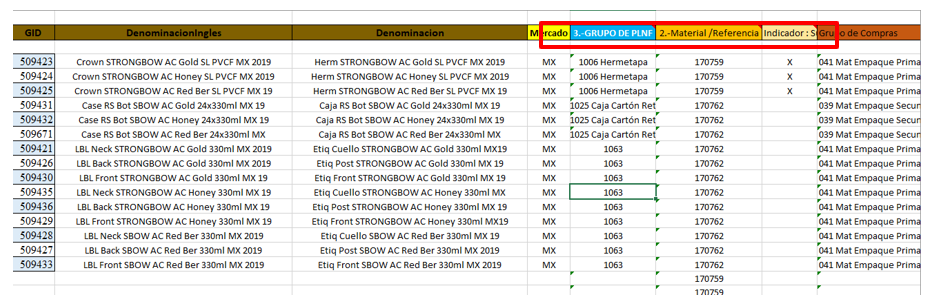 GID DenominacionIngles Denominacion Mercado 3.-GRUPO DE PLNF 2.-Material /Referencia Indicador : S Grupo de Compras
509423 Crown STRONGBOW AC Gold SL PVCF MX 2019 Herm STRONGBOW AC Gold SL PVCF MX 2019 MX 1006 Hermetapa 170759 X 041 Mat Empaque Prima
509424 Crown STRONGBOW AC Honey SL PVCF MX 2019 Herm STRONGBOW AC Honey SL PVCF MX 2019 MX 1006 Hermetapa 170759 X 041 Mat Empaque Prima
509425 Crown STRONGBOW AC Red Ber SL PVCF MX 19 Herm STRONGBOW AC Red Ber SL PVCF MX 2019 MX 1006 Hermetapa 170759 X 041 Mat Empaque Prima
509431 Case RS Bot SBOW AC Gold 24x330ml MX 19 Caja RS Bot SBOW AC Gold 24x330ml MX 19 MX 1025 Caja Cartón Ret 170762 039 Mat Empaque Secun
509432 Case RS Bot SBOW AC Honey 24x330ml MX 19 Caja RS Bot SBOW AC Honey 24x330ml MX 19 MX 1025 Caja Cartón Ret 170762 039 Mat Empaque Secun
509671 Case RS Bot SBOW AC Red Ber 24x330ml MX Caja RS Bot SBOW AC Red Ber 24x330ml MX MX 1025 Caja Cartón Ret 170762 039 Mat Empaque Secun
509421 LBL Neck STRONGBOW AC Gold 330ml MX 2019 Etiq Cuello STRONGBOW AC Gold 330ml MX19 MX 1063 170762 041 Mat Empaque Prima
509426 LBL Back STRONGBOW AC Gold 330ml MX 2019 Etiq Post STRONGBOW AC Gold 330ml MX 19 MX 1063 170762 041 Mat Empaque Prima
509430 LBL Front STRONGBOW AC Gold 330ml MX 19 Etiq Front STRONGBOW AC Gold 330ml MX 19 MX 1063 170762 041 Mat Empaque Prima
509435 LBL Neck STRONGBOW AC Honey 330ml MX 19 Etiq Cuello STRONGBOW AC Honey 330ml MX MX 1063 170762 041 Mat Empaque Prima
509436 LBL Back STRONGBOW AC Honey 330ml MX 19 Etiq Post STRONGBOW AC Honey 330ml MX 19 MX 1063 170762 041 Mat Empaque Prima
509429 LBL Front STRONGBOW AC Honey 330ml MX 19 Etiq Front STRONGBOW AC Honey 330ml MX19 MX 1063 170762 041 Mat Empaque Prima
509428 LBL Neck SBOW AC Red Ber 330ml MX 2019 Etiq Cuello SBOW AC Red Ber 330ml MX 19 MX 1063 170762 041 Mat Empaque Prima
509427 LBL Back SBOW AC Red Ber 330ml MX 2019 Etiq Post SBOW AC Red Ber 330ml MX 2019 MX 1063 170762 041 Mat Empaque Prima
509433 LBL Front SBOW AC Red Ber 330ml MX 2019 Etiq Front SBOW AC Red Ber 330ml MX 2019 MX 1063 170762 041 Mat Empaque Prima
170759
170759